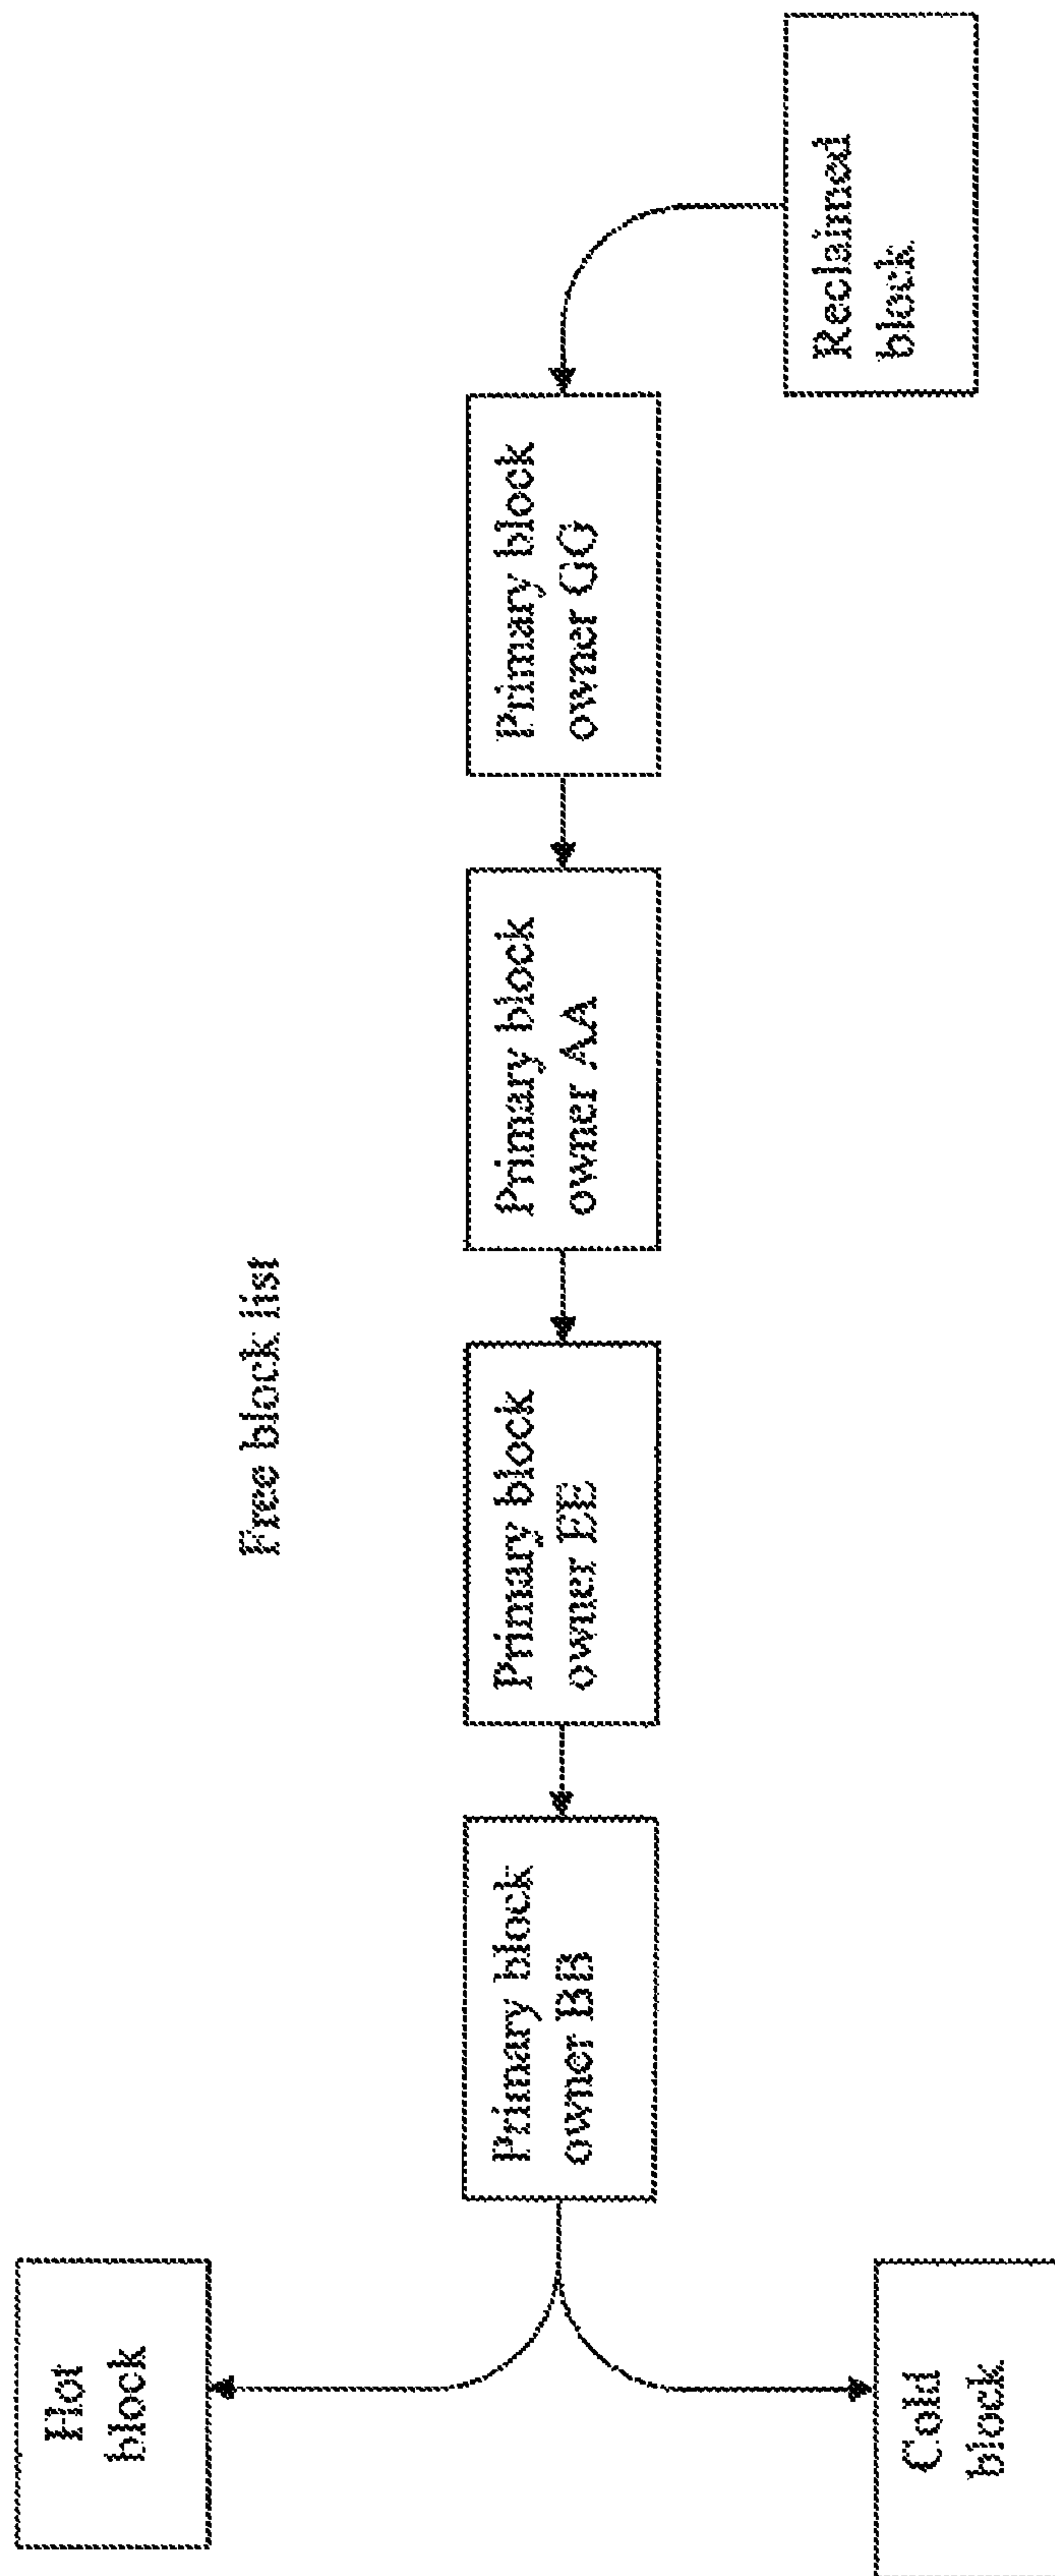 Free block list
Hot
block
Cold
block
Primary block
owner BB
Primary block
owner EE
Primary block
owner AA
Primary block
owner GG
Reclaimed
block